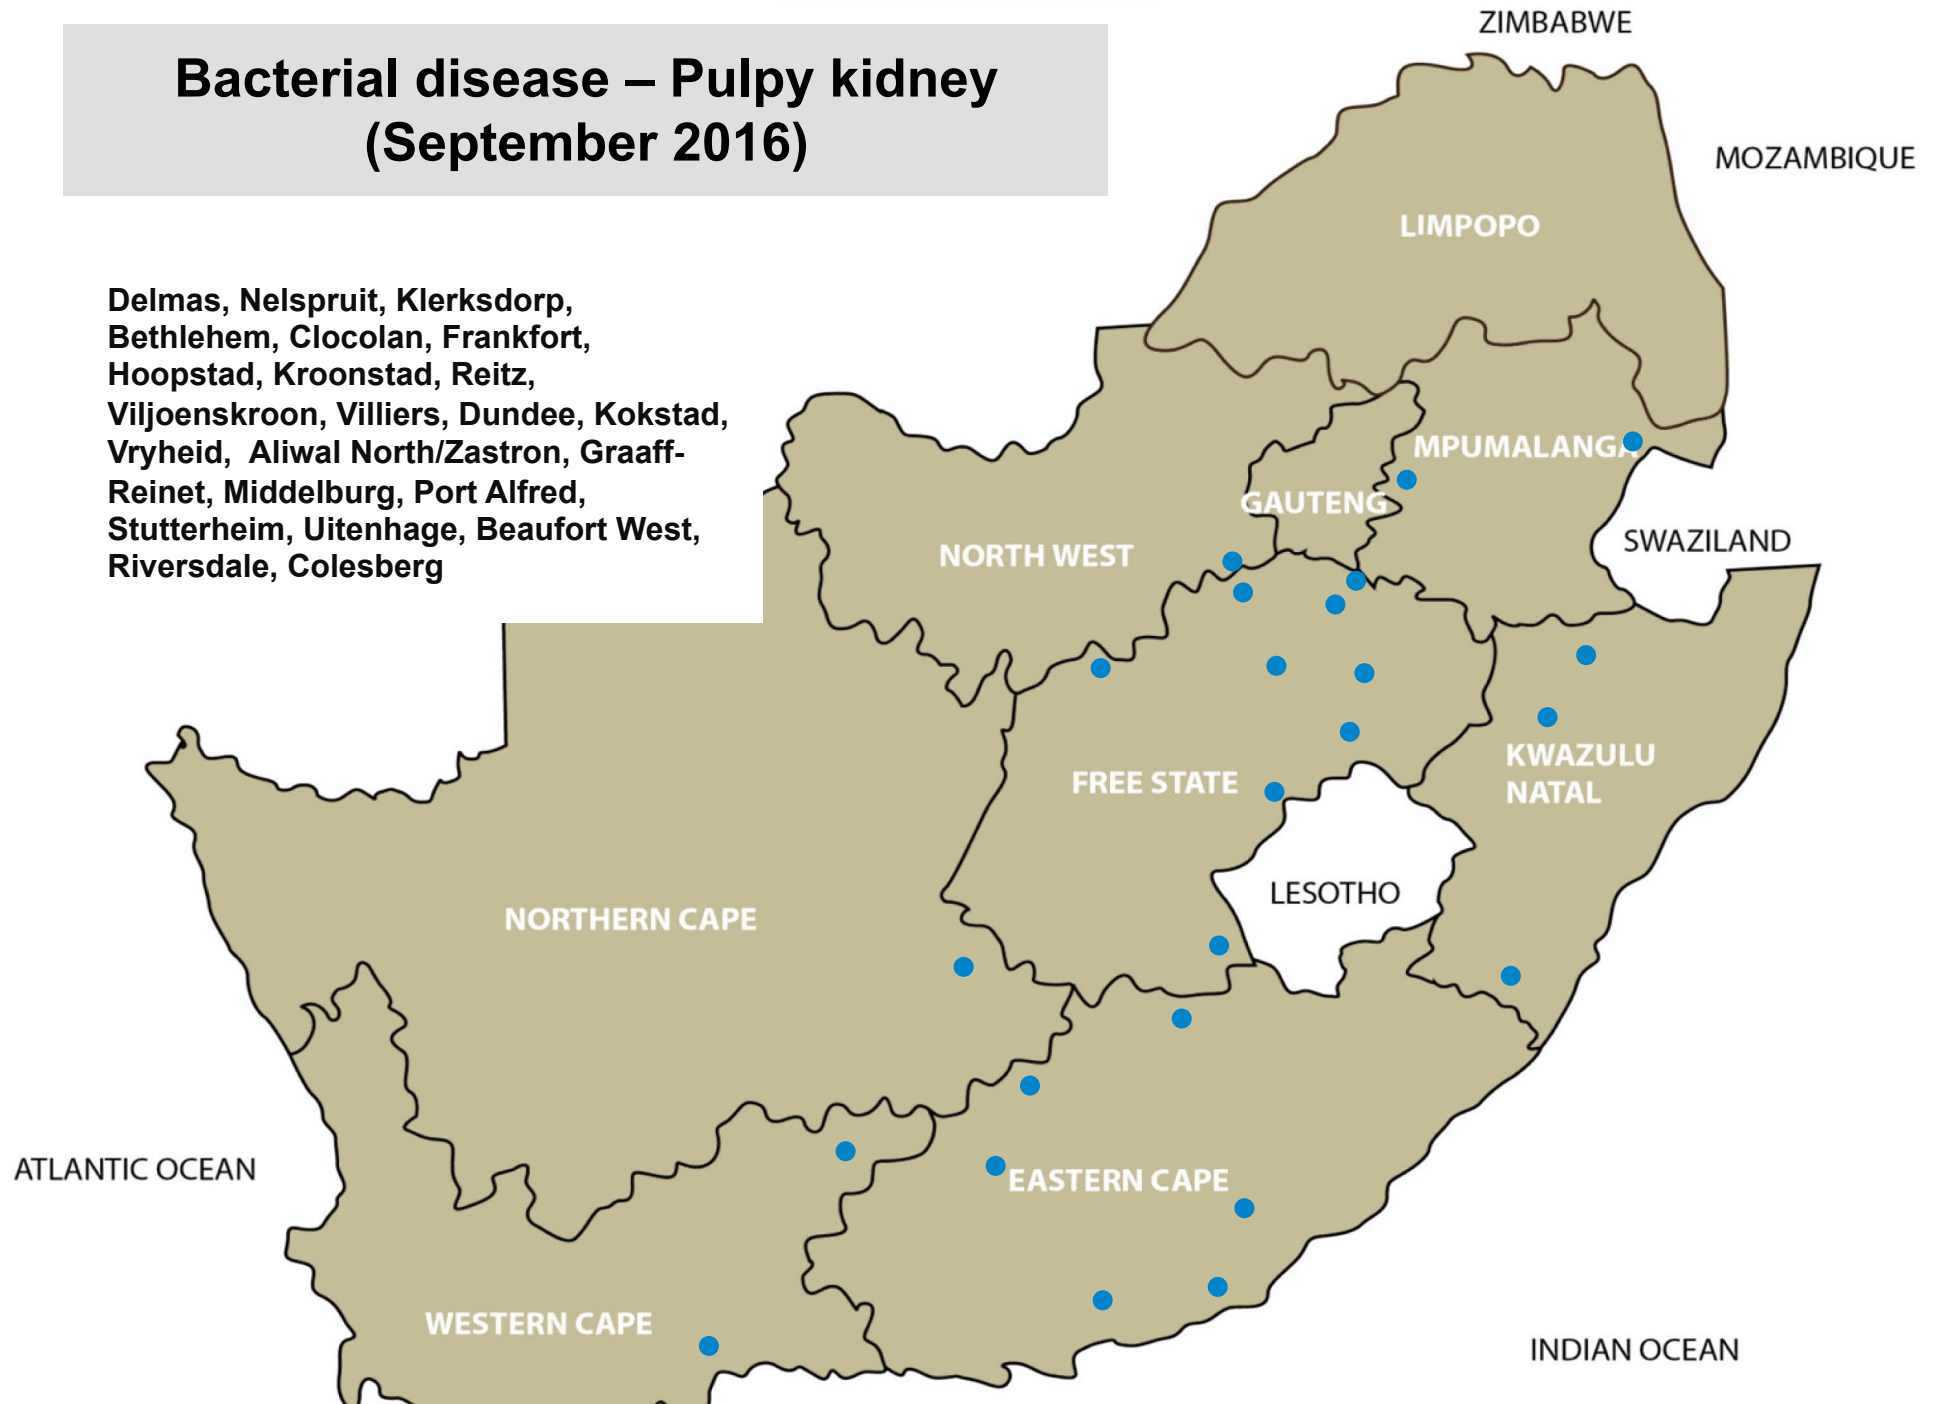 Bacterial disease – Pulpy kidney
(September 2016)
ZIMBABWE
MOZAMBIQUE
LIMPOPO
Delmas, Nelspruit, Klerksdorp,
Bethlehem, Clocolan, Frankfort,
Hoopstad, Kroonstad, Reitz,
Viljoenskroon, Villiers, Dundee, Kokstad,
Vryheid, Aliwal North/Zastron, Graaff-
Reinet, Middelburg, Port Alfred,
Stutterheim, Uitenhage, Beaufort West,
Riversdale, Colesberg
MPUMALANGA
GAUTENG
NORTH WEST
SWAZILAND
KWAZULU
NATAL
FREE STATE
LESOTHO
NORTHERN CAPE
ATLANTIC OCEAN
EASTERN CAPE
WESTERN CAPE
INDIAN OCEAN